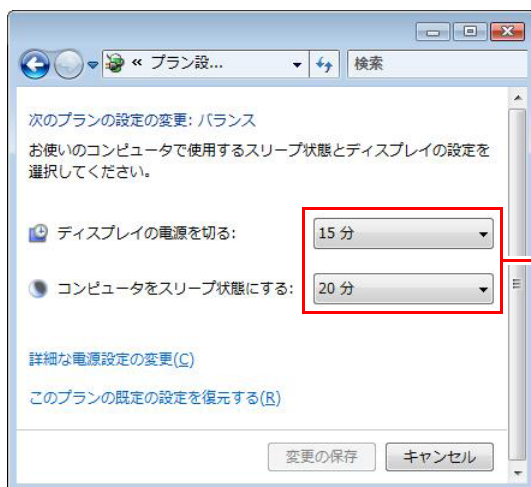 « プラン設...
検索
次のプランの設定の変更: バランス
お使いのコンピュータで使用するスリープ状態とディスプレイの設定を
選択してください。
ディスプレイの電源を切る: 15 分
コンピュータをスリープ状態にする: 20 分
詳細な電源設定の変更(C)
このプランの既定の設定を復元する(R)
変更の保存 キャンセル